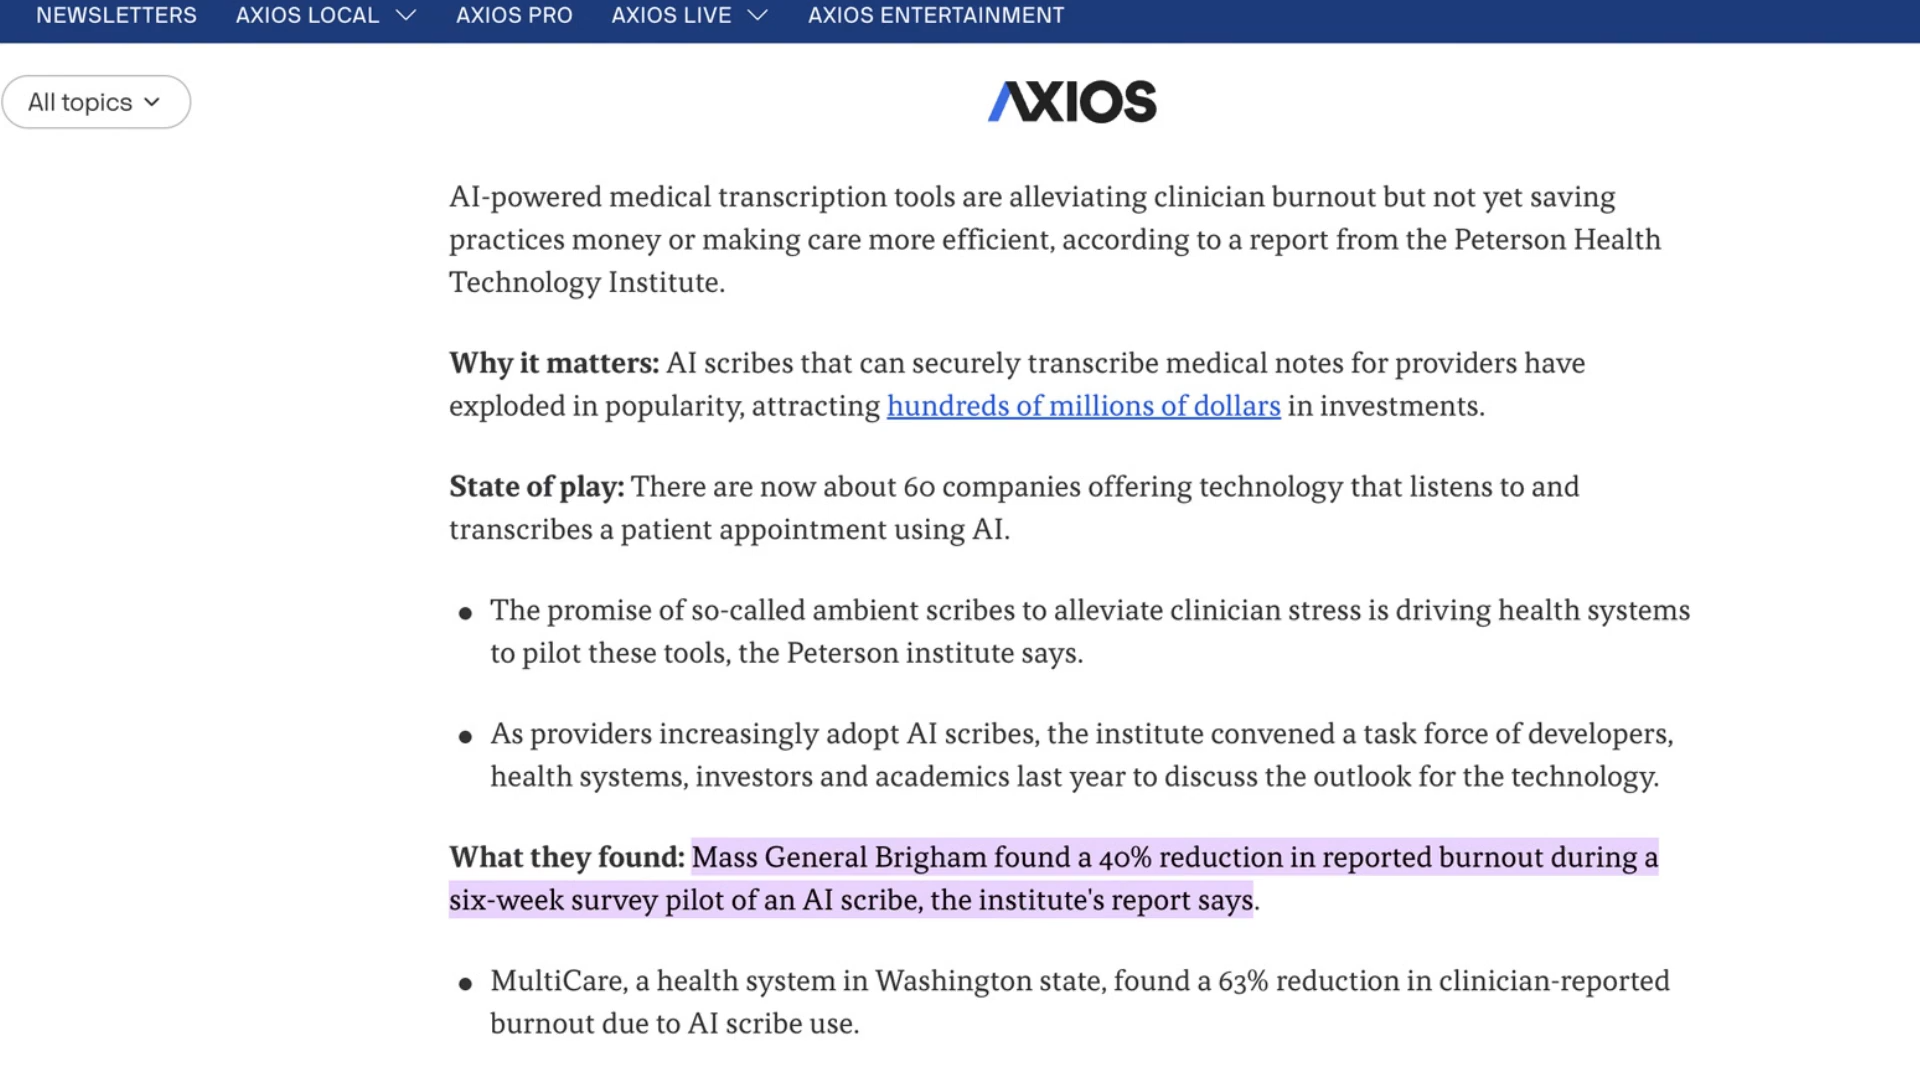 NEWSLETTERS AXIOS LOCAL AXIOS PRO AXIOS LIVE AXIOS ENTERTAINMENT
All topics
AXIOS
AI-powered medical transcription tools are alleviating clinician burnout but not yet saving
practices money or making care more efficient, according to a report from the Peterson Health
Technology Institute.
Why it matters: AI scribes that can securely transcribe medical notes for providers have
exploded in popularity, attracting hundreds of millions of dollars in investments.
State of play: There are now about 60 companies offering technology that listens to and
transcribes a patient appointment using AI.
• The promise of so-called ambient scribes to alleviate clinician stress is driving health systems
to pilot these tools, the Peterson institute says.
• As providers increasingly adopt AI scribes, the institute convened a task force of developers,
health systems, investors and academics last year to discuss the outlook for the technology.
What they found: Mass General Brigham found a 40% reduction in reported burnout during a
six-week survey pilot of an AI scribe, the institute's report says.
• MultiCare, a health system in Washington state, found a 63% reduction in clinician-reported
burnout due to AI scribe use.